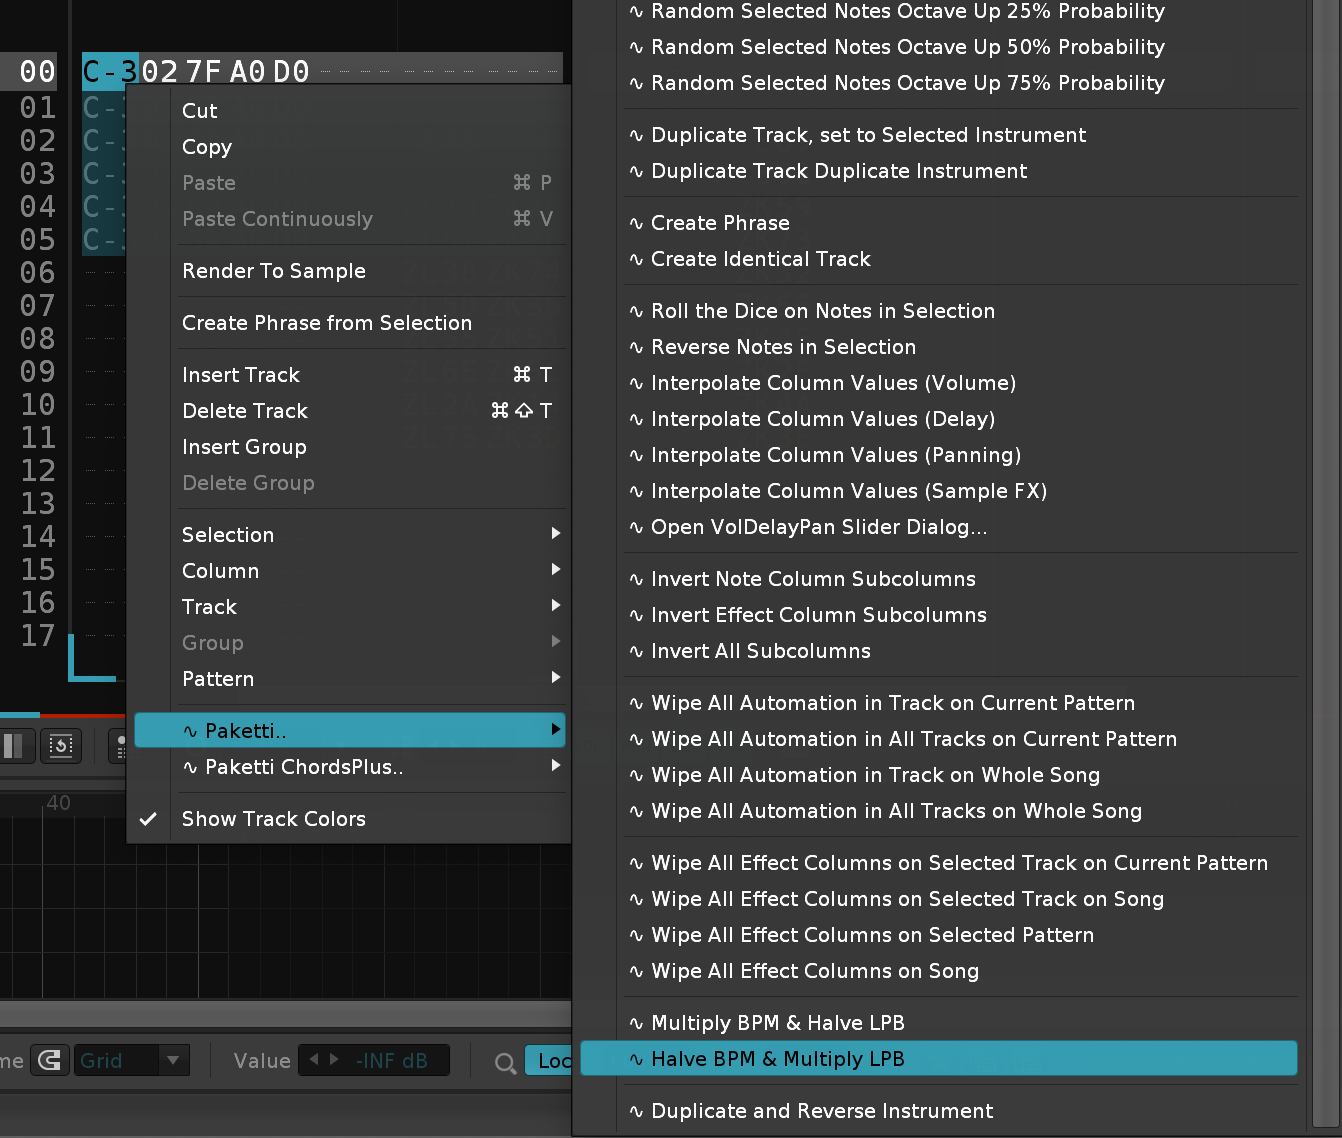 00 C-3 02 7F A0 D0
01 C-3
02 C-3
03 C-3
04 C-3
05 C-3
06
07
08
09
10
11
12
13
14
15
16
17
40
Cut
Copy
Paste ⌘ P
Paste Continuously ⌘ V
Render To Sample
Create Phrase from Selection
Insert Track ⌘ T
Delete Track ⌘⇧T
Insert Group
Delete Group
Selection
Column
Track
Group
Pattern
∿ Paketti..
∿ Paketti ChordsPlus..
Show Track Colors
∿ Random Selected Notes Octave Up 25% Probability
∿ Random Selected Notes Octave Up 50% Probability
∿ Random Selected Notes Octave Up 75% Probability
∿ Duplicate Track, set to Selected Instrument
∿ Duplicate Track Duplicate Instrument
∿ Create Phrase
∿ Create Identical Track
∿ Roll the Dice on Notes in Selection
∿ Reverse Notes in Selection
∿ Interpolate Column Values (Volume)
∿ Interpolate Column Values (Delay)
∿ Interpolate Column Values (Panning)
∿ Interpolate Column Values (Sample FX)
∿ Open VolDelayPan Slider Dialog...
∿ Invert Note Column Subcolumns
∿ Invert Effect Column Subcolumns
∿ Invert All Subcolumns
∿ Wipe All Automation in Track on Current Pattern
∿ Wipe All Automation in All Tracks on Current Pattern
∿ Wipe All Automation in Track on Whole Song
∿ Wipe All Automation in All Tracks on Whole Song
∿ Wipe All Effect Columns on Selected Track on Current Pattern
∿ Wipe All Effect Columns on Selected Track on Song
∿ Wipe All Effect Columns on Selected Pattern
∿ Wipe All Effect Columns on Song
∿ Multiply BPM & Halve LPB
∿ Halve BPM & Multiply LPB
∿ Duplicate and Reverse Instrument
me Grid Value -INF dB Loc